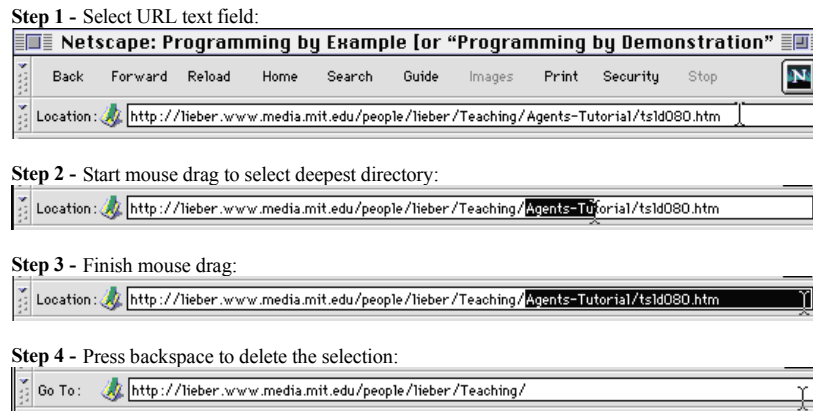 Step 1 - Select URL text field:
Netscape: Programming by Example [or “Programming by Demonstration”
Back Forward Reload Home Search Guide Images Print Security Stop N
Location: http://lieber.www.media.mit.edu/people/lieber/Teaching/Agents-Tutorial/tsld080.htm
Step 2 - Start mouse drag to select deepest directory:
Location: http://lieber.www.media.mit.edu/people/lieber/Teaching/Agents-Tutorial/tsld080.htm
Step 3 - Finish mouse drag:
Location: http://lieber.www.media.mit.edu/people/lieber/Teaching/Agents-Tutorial/tsld080.htm
Step 4 - Press backspace to delete the selection:
Go To: http://lieber.www.media.mit.edu/people/lieber/Teaching/